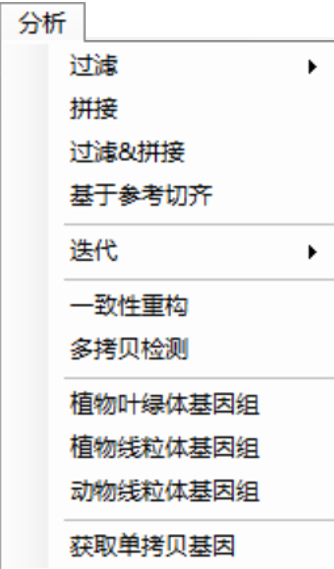 分析
过滤
拼接
过滤&拼接
基于参考切齐
迭代
一致性重构
多拷贝检测
植物叶绿体基因组
植物线粒体基因组
动物线粒体基因组
获取单拷贝基因